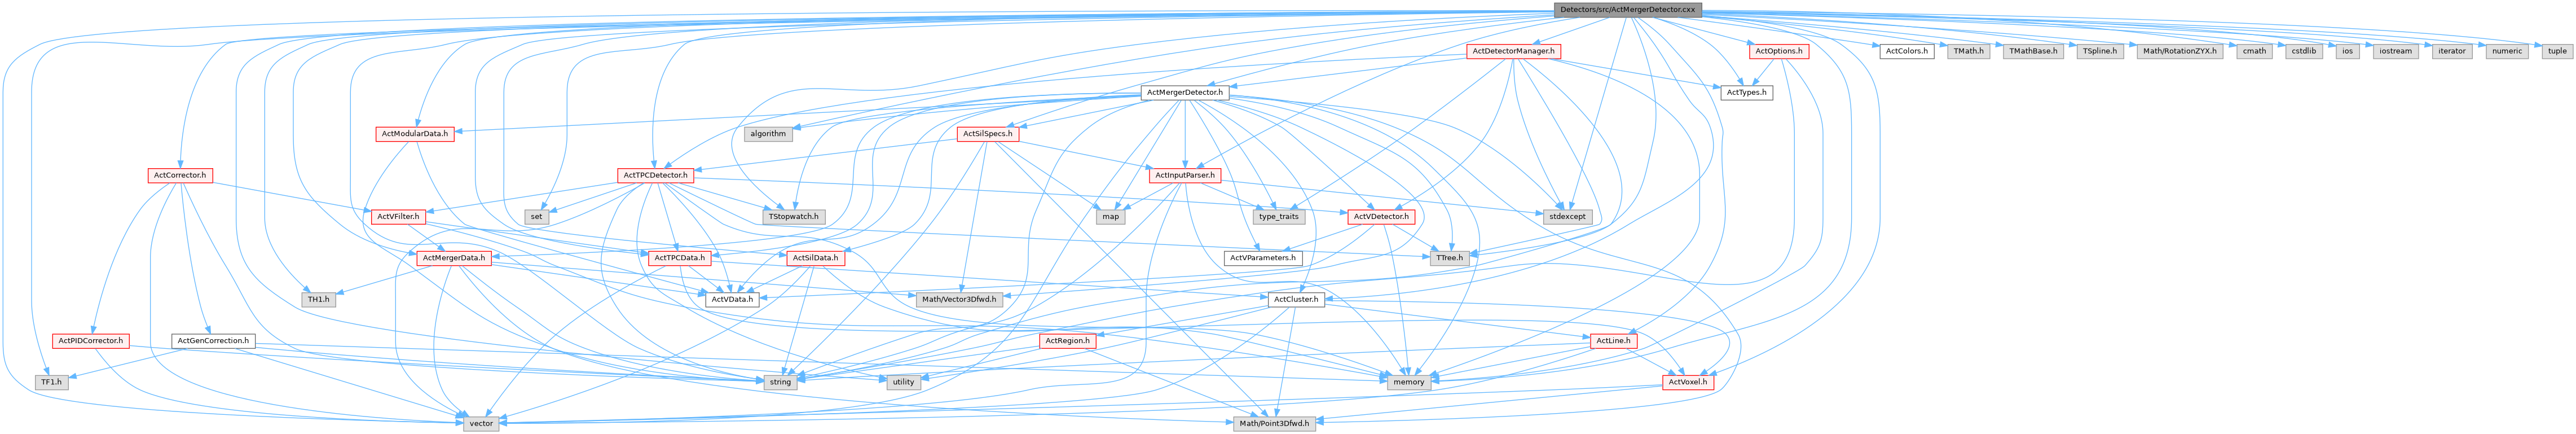 Detectors/src/ActMergerDetector.cxx
ActDetectorManager.h
ActOptions.h
ActColors.h
TMath.h
TMathBase.h
TSpline.h
Math/RotationZYX.h
cmath
cstdlib
ios
iostream
iterator
numeric
tuple
ActMergerDetector.h
ActTypes.h
ActModularData.h
algorithm
ActSilSpecs.h
ActCorrector.h
ActTPCDetector.h
ActInputParser.h
ActVFilter.h
set
TStopwatch.h
map
type_traits
ActVDetector.h
stdexcept
ActMergerData.h
ActTPCData.h
ActSilData.h
ActVParameters.h
TTree.h
TH1.h
ActVData.h
Math/Vector3Dfwd.h
ActCluster.h
ActPIDCorrector.h
ActGenCorrection.h
ActRegion.h
ActLine.h
TF1.h
string
utility
memory
ActVoxel.h
vector
Math/Point3Dfwd.h